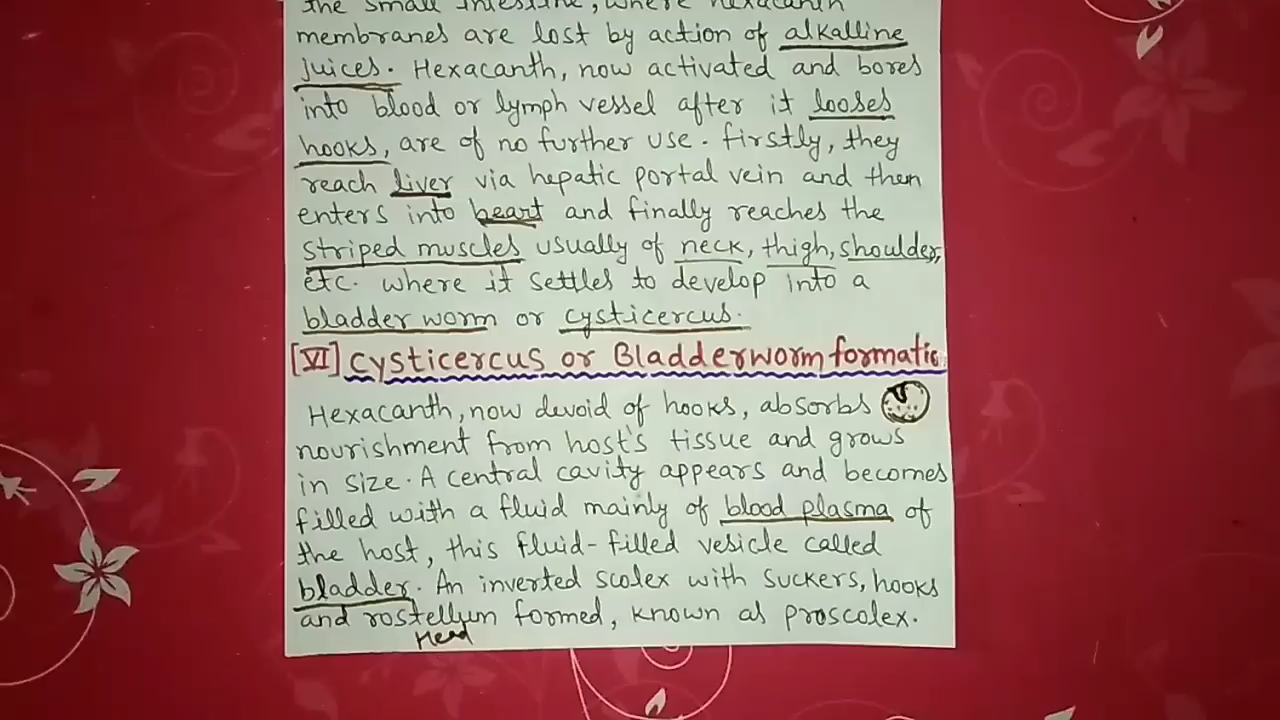 the small intestine, where hexacanth
membranes are lost by action of alkalline
juices. Hexacanth, now activated and bores
into blood or lymph vessel after it looses
hooks, are of no further use. firstly, they
reach liver via hepatic portal vein and then
enters into heart and finally reaches the
striped muscles usually of neck, thigh, shoulder,
etc. where it settles to develop into a
bladder worm or cysticercus.
[VI] Cysticercus or Bladderworm formatio
Hexacanth, now devoid of hooks, absorbs
nourishment from host's tissue and grows
in size. A central cavity appears and becomes
filled with a fluid mainly of blood plasma of
the host, this fluid-filled vesicle called
bladder. An inverted scolex with suckers, hooks
and rostellum formed, known as proscolex.
Head